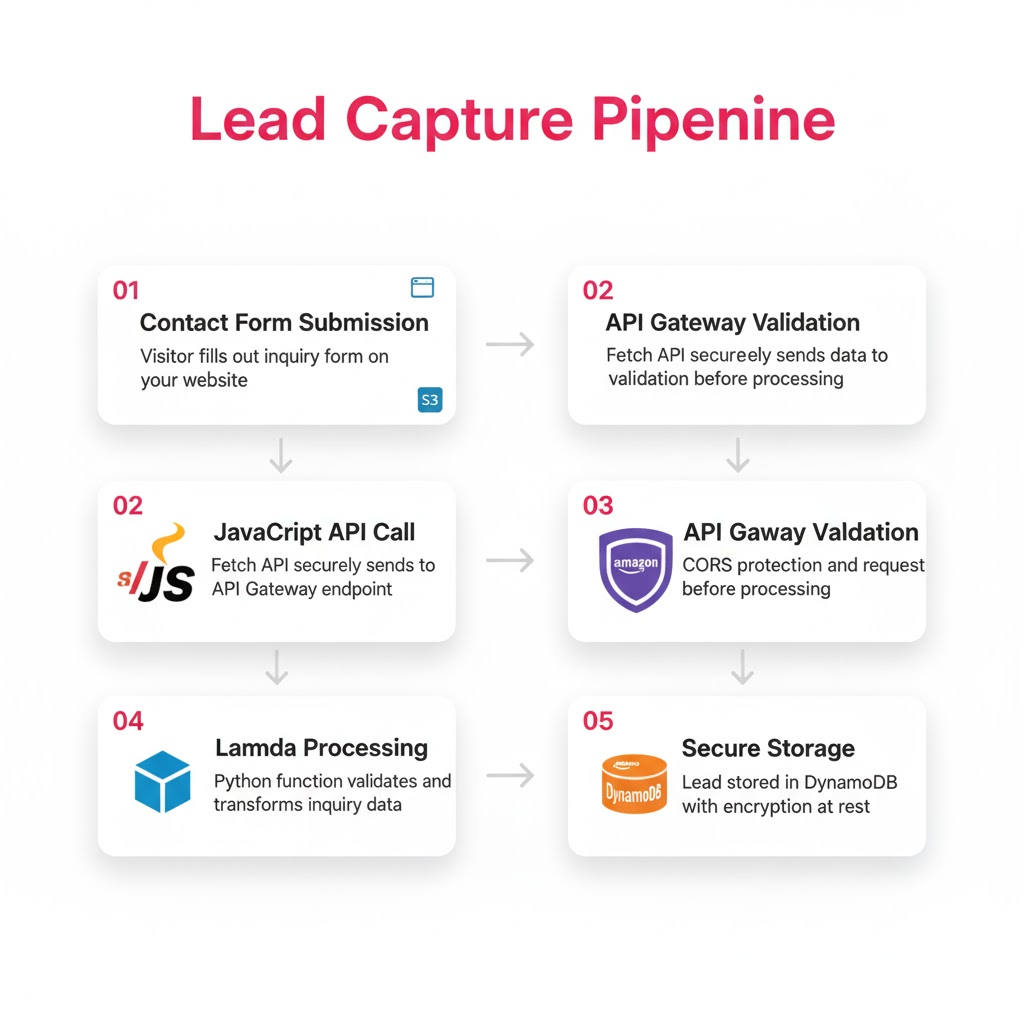 Lead Capture Pipenine
01
Contact Form Submission
Visitor fills out inquiry form on
your website
S3
02
API Gateway Validation
Fetch API secureely sends data to
validation before processing
02
JavaCript API Call
Fetch API securely sends to
API Gateway endpoint
JS
03
API Gaway Valdation
amazon
CORS protection and request
before processing
04
Lamda Processing
Python function validates and
transforms inquiry data
05
Secure Storage
DynamoDB
Lead stored in DynamoDB
with encryption at rest